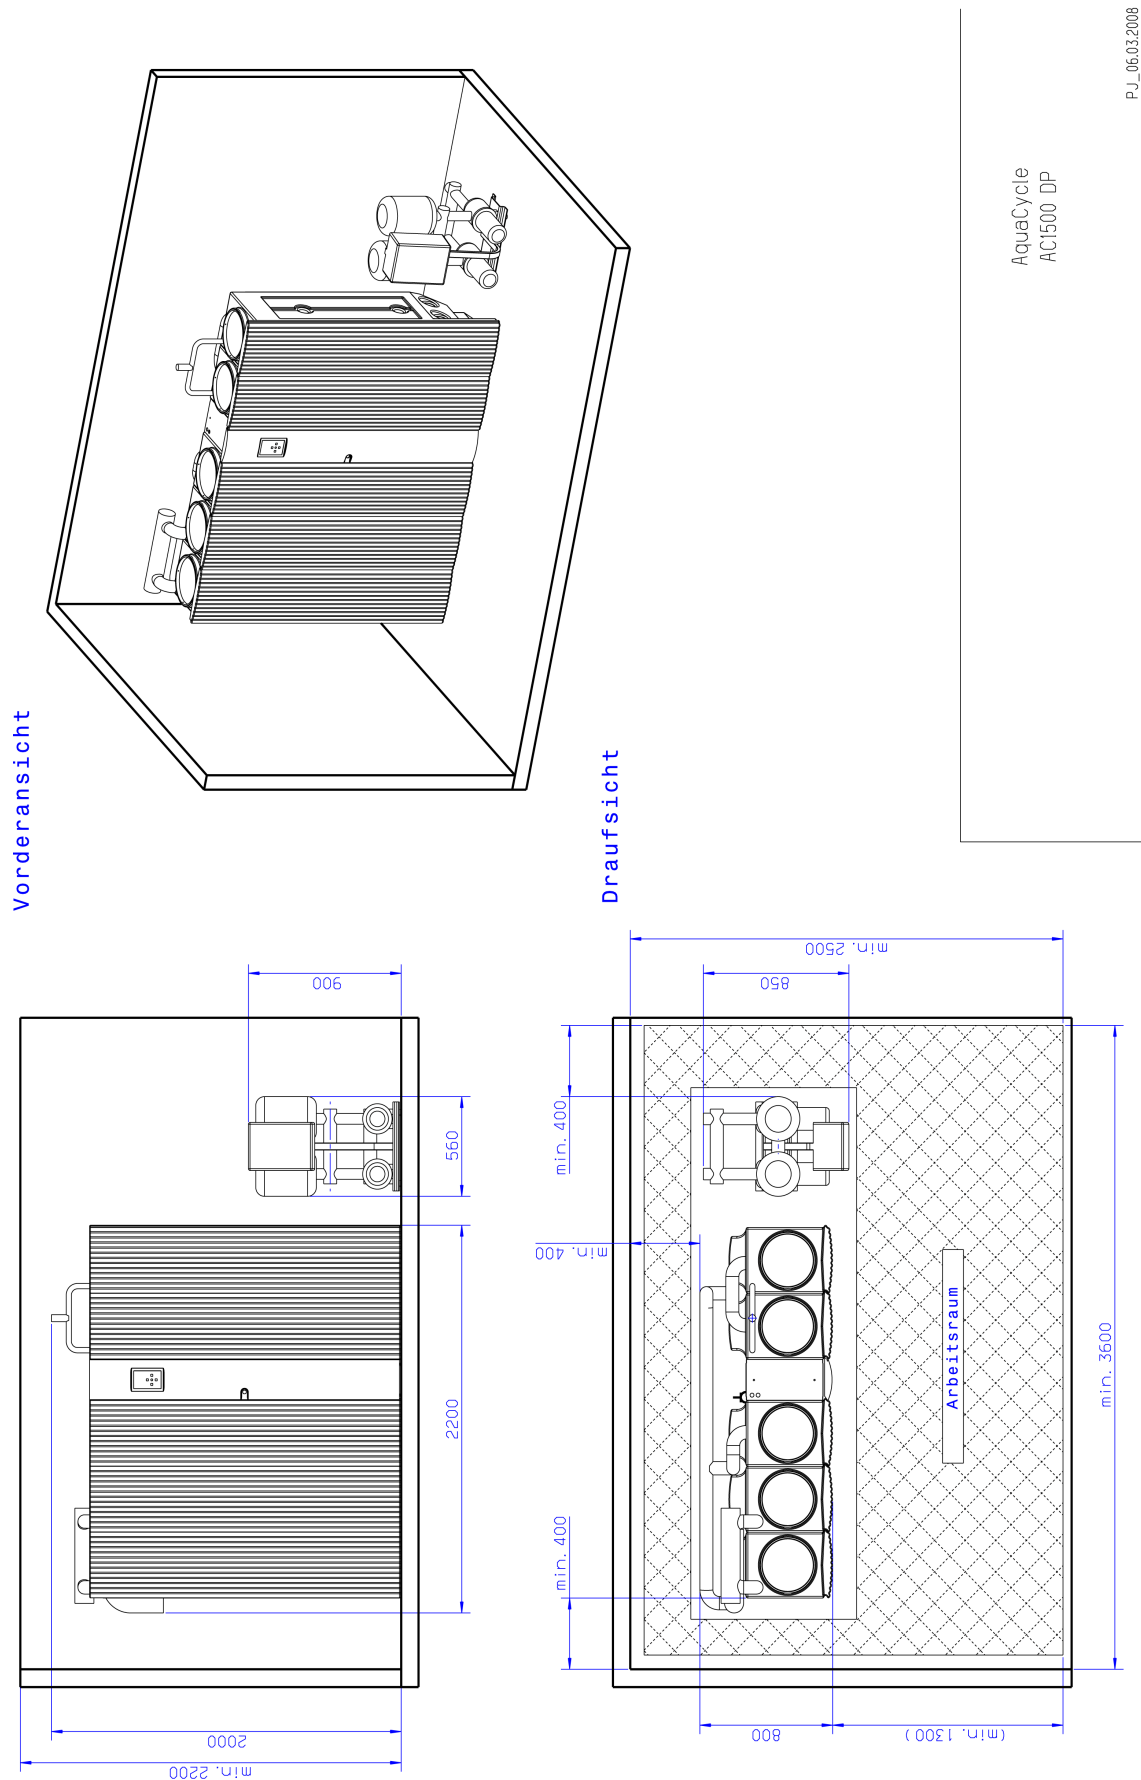 Vorderansicht
900
560
2200
2000
min. 2200
Draufsicht
min. 2500
850
min. 400
min. 400
Arbeitsraum
min. 3600
min. 400
800
(min. 1300)
AquaCycle
AC1500 DP
PJ_06.03.2008